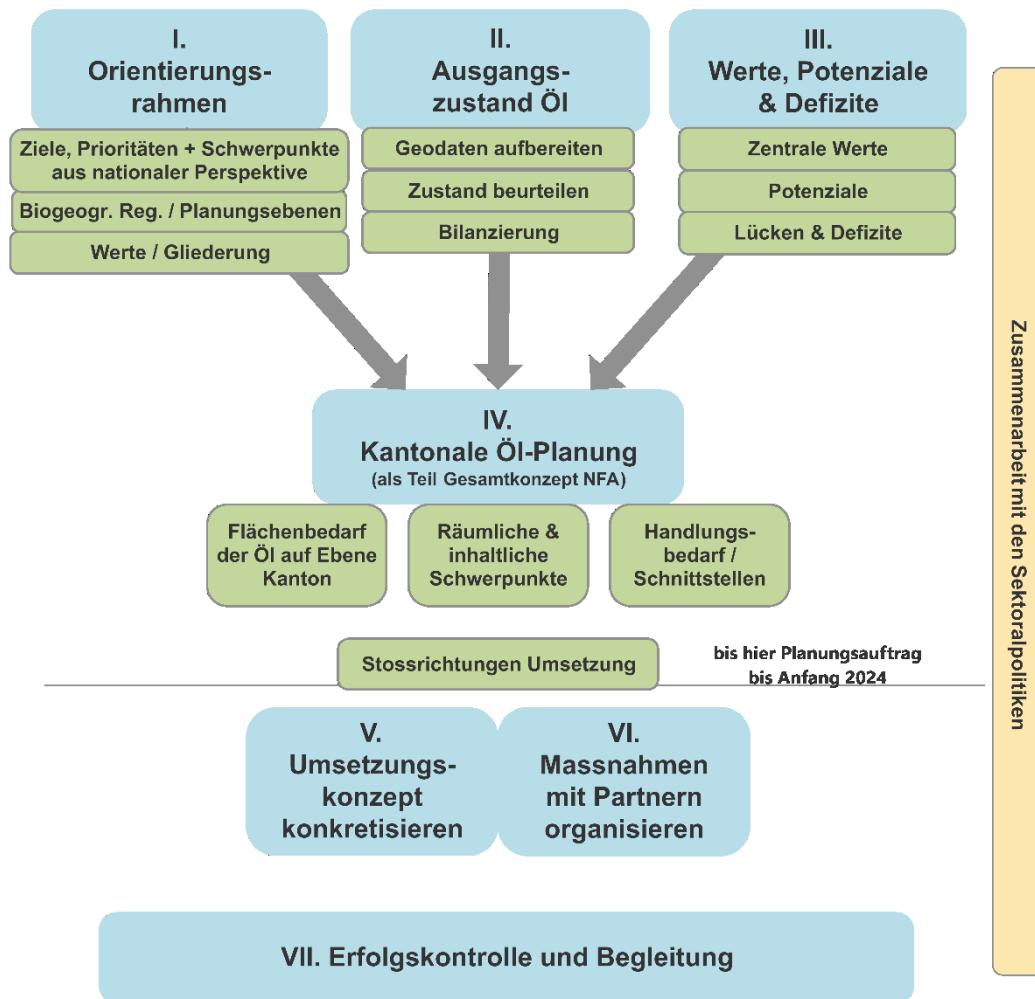 I.
Orientierungs-
rahmen
Ziele, Prioritäten + Schwerpunkte
aus nationaler Perspektive
Biogeogr. Reg. / Planungsebenen
Werte / Gliederung
II.
Ausgangs-
zustand Öl
Geodaten aufbereiten
Zustand beurteilen
Bilanzierung
III.
Werte, Potenziale
& Defizite
Zentrale Werte
Potenziale
Lücken & Defizite
IV.
Kantonale Öl-Planung
(als Teil Gesamtkonzept NFA)
Flächenbedarf
der Öl auf Ebene
Kanton
Räumliche &
inhaltliche
Schwerpunkte
Handlungs-
bedarf /
Schnittstellen
Stossrichtungen Umsetzung
bis hier Planungsauftrag
bis Anfang 2024
V.
Umsetzungs-
konzept
konkretisieren
VI.
Massnahmen
mit Partnern
organisieren
VII. Erfolgskontrolle und Begleitung
Zusammenarbeit mit den Sektoralpolitiken